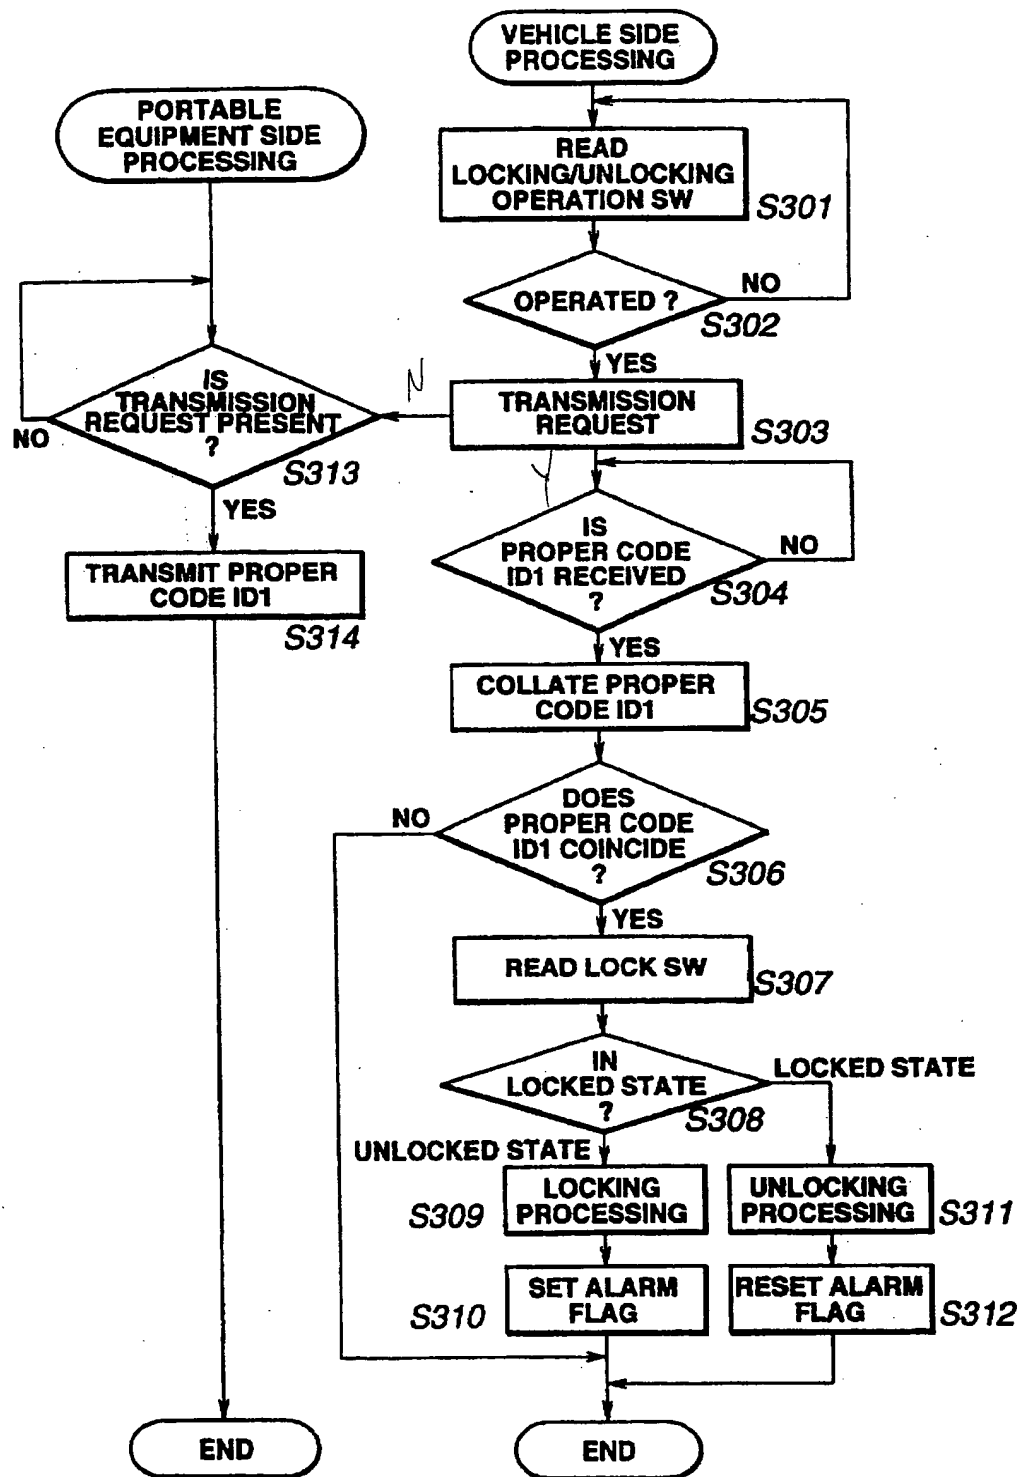 VEHICLE SIDE
PROCESSING
PORTABLE
EQUIPMENT SIDE
PROCESSING
READ
LOCKING/UNLOCKING
OPERATION SW
S301
OPERATED ?
NO
S302
YES
IS
TRANSMISSION
REQUEST PRESENT
?
NO
S313
N
TRANSMISSION
REQUEST
S303
Y
YES
IS
PROPER CODE
ID1 RECEIVED
?
NO
S304
TRANSMIT PROPER
CODE ID1
S314
YES
COLLATE PROPER
CODE ID1
S305
DOES
PROPER CODE
ID1 COINCIDE
?
NO
S306
YES
READ LOCK SW
S307
IN
LOCKED STATE
?
LOCKED STATE
S308
UNLOCKED STATE
LOCKING
PROCESSING
S309
UNLOCKING
PROCESSING
S311
SET ALARM
FLAG
S310
RESET ALARM
FLAG
S312
END
END